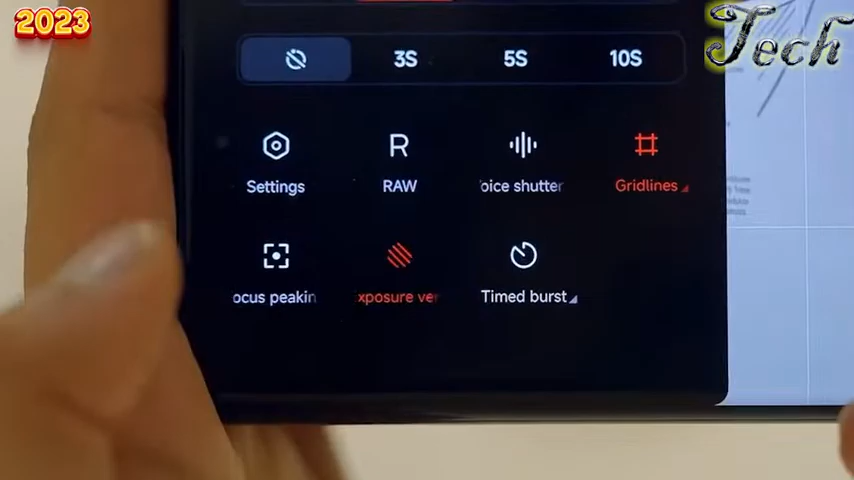 2023
Tech
3S 5S 10S
R
Settings RAW oice shutter Gridlines
ocus peakin xposure ver Timed burst